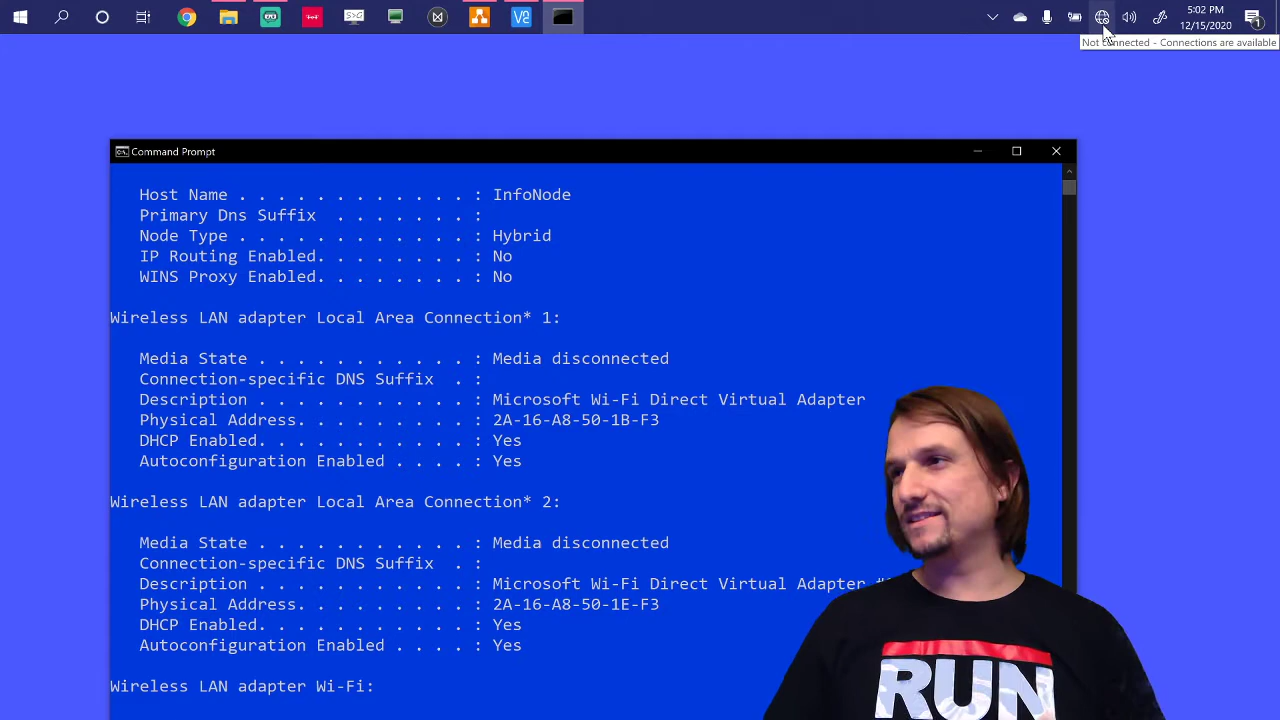 5:02 PM
12/15/2020
1
Not connected - Connections are available
Command Prompt
Host Name . . . . . . . . . . . . : InfoNode
Primary Dns Suffix  . . . . . . . :
Node Type . . . . . . . . . . . . : Hybrid
IP Routing Enabled. . . . . . . . : No
WINS Proxy Enabled. . . . . . . . : No
Wireless LAN adapter Local Area Connection* 1:
Media State . . . . . . . . . . . : Media disconnected
Connection-specific DNS Suffix  . :
Description . . . . . . . . . . . : Microsoft Wi-Fi Direct Virtual Adapter
Physical Address. . . . . . . . . : 2A-16-A8-50-1B-F3
DHCP Enabled. . . . . . . . . . . : Yes
Autoconfiguration Enabled . . . . : Yes
Wireless LAN adapter Local Area Connection* 2:
Media State . . . . . . . . . . . : Media disconnected
Connection-specific DNS Suffix  . :
Description . . . . . . . . . . . : Microsoft Wi-Fi Direct Virtual Adapter
Physical Address. . . . . . . . . : 2A-16-A8-50-1E-F3
DHCP Enabled. . . . . . . . . . . : Yes
Autoconfiguration Enabled . . . . : Yes
Wireless LAN adapter Wi-Fi:
RUN